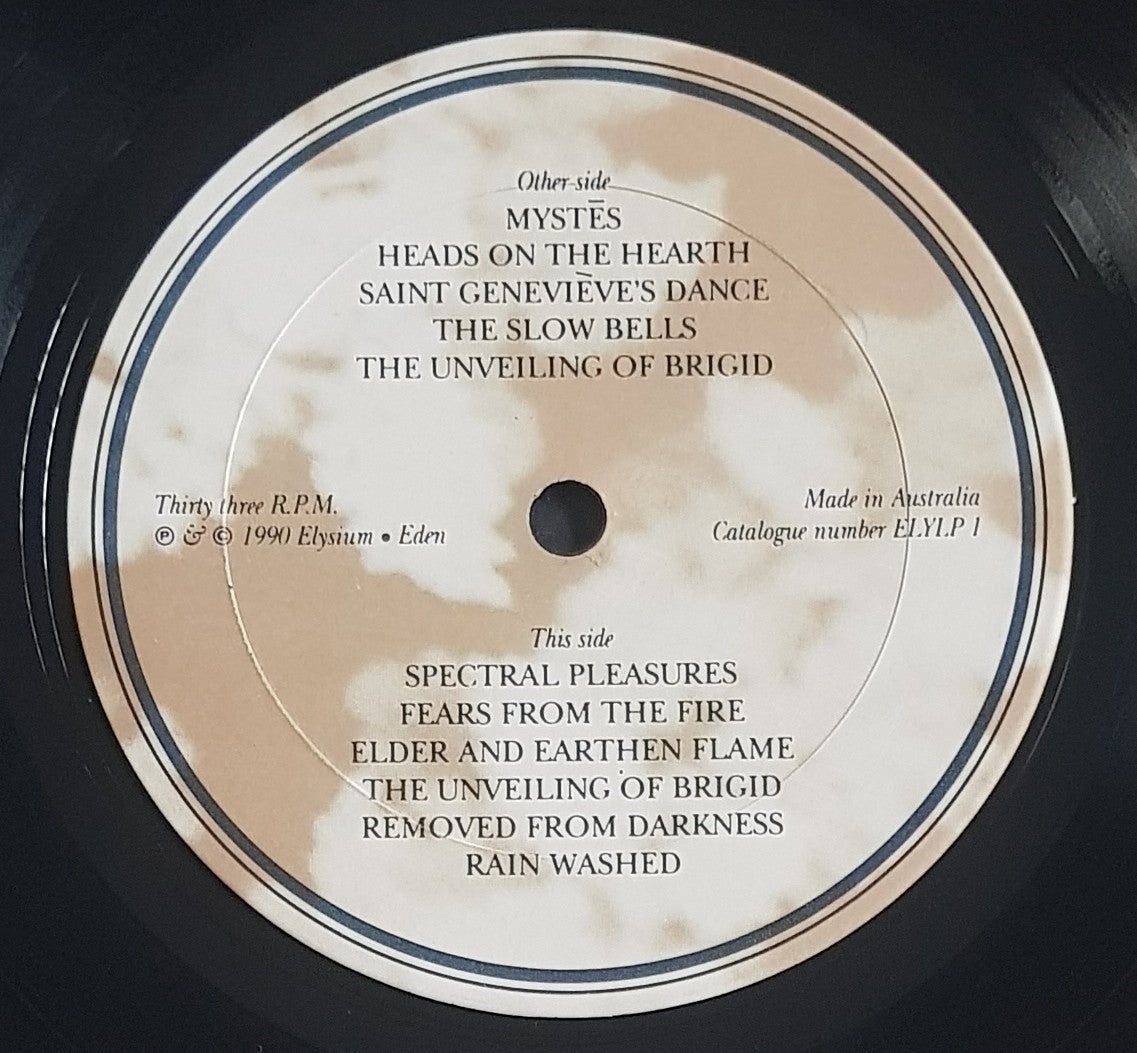 Other side
MYSTĒS
HEADS ON THE HEARTH
SAINT GENEVIĒVE'S DANCE
THE SLOW BELLS
THE UNVEILING OF BRIGID
Thirty three R.P.M.
℗ & © 1990 Elysium • Eden
Made in Australia
Catalogue number ELYLP 1
This side
SPECTRAL PLEASURES
FEARS FROM THE FIRE
ELDER AND EARTHEN FLAME
THE UNVEILING OF BRIGID
REMOVED FROM DARKNESS
RAIN WASHED